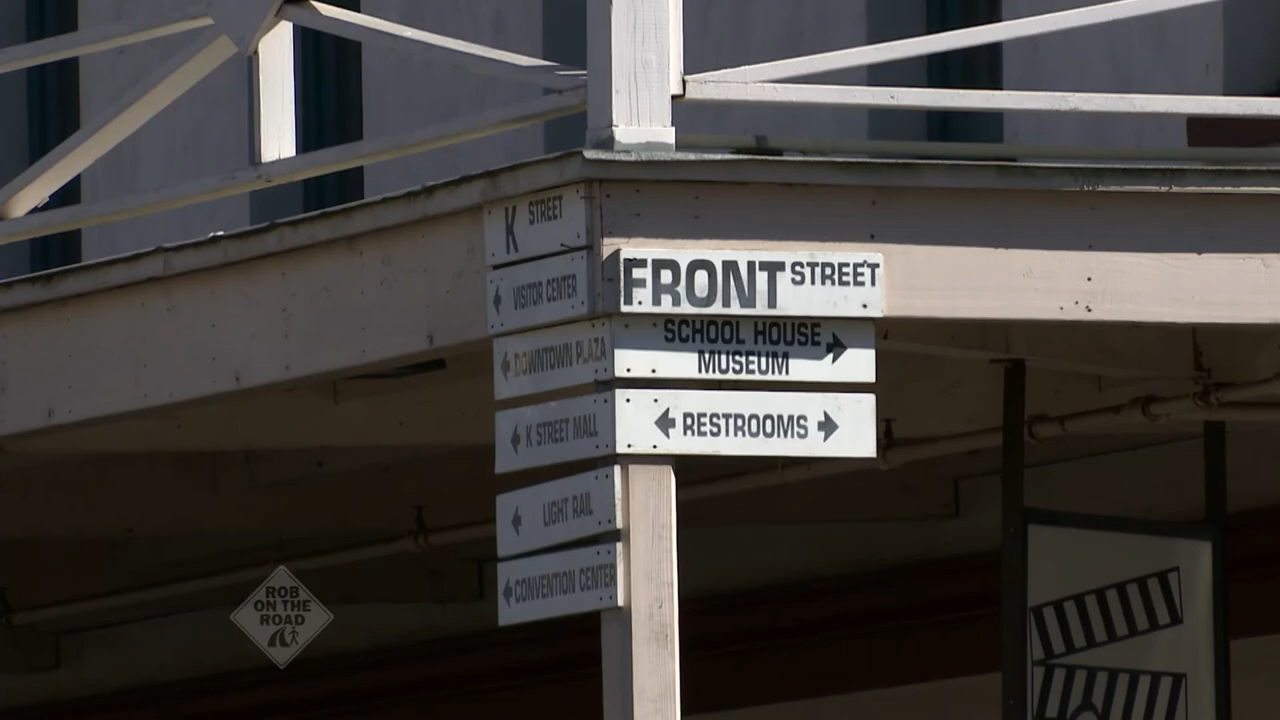 K STREET
VISITOR CENTER
DOWNTOWN PLAZA
K STREET MALL
LIGHT RAIL
CONVENTION CENTER
FRONT STREET
SCHOOL HOUSE
MUSEUM
RESTROOMS
ROB
ON THE
ROAD